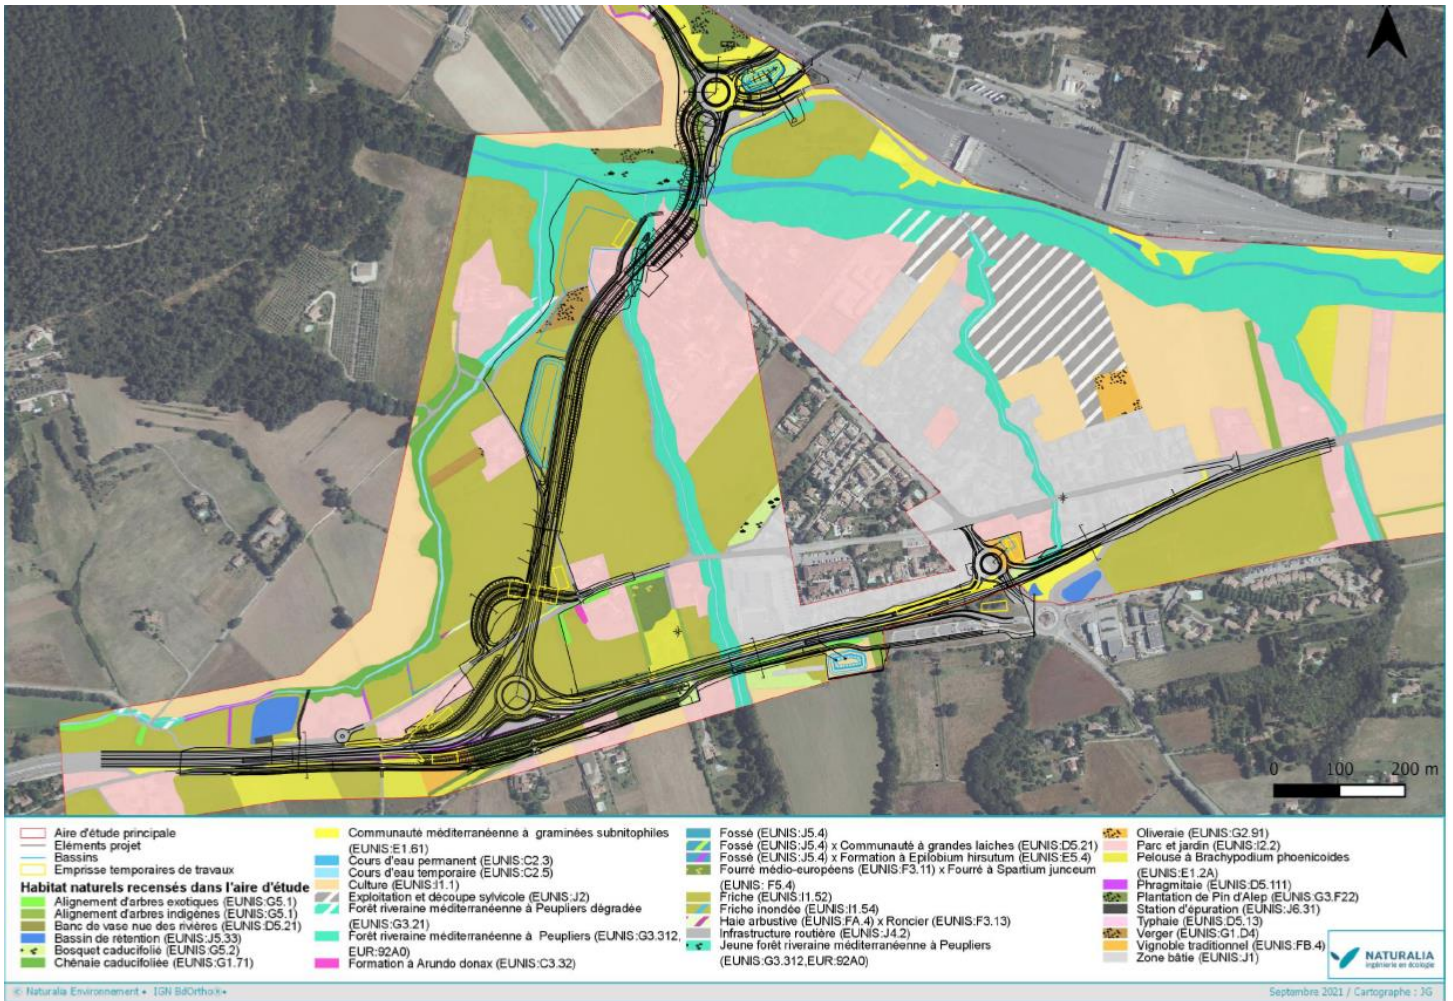 0 100 200 m
Aire d'étude principale
Eléments projet
Bassins
Emprise temporaires de travaux
Habitat naturels recensés dans l'aire d'étude
Alignement d'arbres exotiques (EUNIS:G5.1)
Alignement d'arbres indigènes (EUNIS:G5.1)
Banc de vase nue des rivières (EUNIS:D5.21)
Bassin de rétention (EUNIS:J5.33)
Bosquet caducifolié (EUNIS:G5.2)
Chênaie caducifoliée (EUNIS:G1.71)
Communauté méditerranéenne à graminées subnitophiles
(EUNIS:E1.61)
Cours d'eau permanent (EUNIS:C2.3)
Cours d'eau temporaire (EUNIS:C2.5)
Culture (EUNIS:I1.1)
Exploitation et découpe sylvicole (EUNIS:J2)
Forêt riveraine méditerranéenne à Peupliers dégradée
(EUNIS:G3.21)
Forêt riveraine méditerranéenne à Peupliers (EUNIS:G3.312,
EUR:92A0)
Formation à Arundo donax (EUNIS:C3.32)
Fossé (EUNIS:J5.4)
Fossé (EUNIS:J5.4) x Communauté à grandes laiches (EUNIS:D5.21)
Fossé (EUNIS:J5.4) x Formation à Epilobium hirsutum (EUNIS:E5.4)
Fourré médio-européens (EUNIS:F3.11) x Fourré à Spartium junceum
(EUNIS: F5.4)
Friche (EUNIS:I1.52)
Friche inondée (EUNIS:I1.54)
Haie arbustive (EUNIS:FA.4) x Roncier (EUNIS:F3.13)
Infrastructure routière (EUNIS:J4.2)
Jeune forêt riveraine méditerranéenne à Peupliers
(EUNIS:G3.312,EUR:92A0)
Oliveraie (EUNIS:G2.91)
Parc et jardin (EUNIS:I2.2)
Pelouse à Brachypodium phoenicoides
(EUNIS:E1.2A)
Phragmitaie (EUNIS:D5.111)
Plantation de Pin d'Alep (EUNIS:G3.F22)
Station d'épuration (EUNIS:J6.31)
Typhaie (EUNIS:D5.13)
Verger (EUNIS:G1.D4)
Vignoble traditionnel (EUNIS:FB.4)
Zone bâtie (EUNIS:J1)
NATURALIA
ingénierie en écologie
© Naturalia Environnement • IGN BdOrtho®•
Septembre 2021 / Cartographe : JG